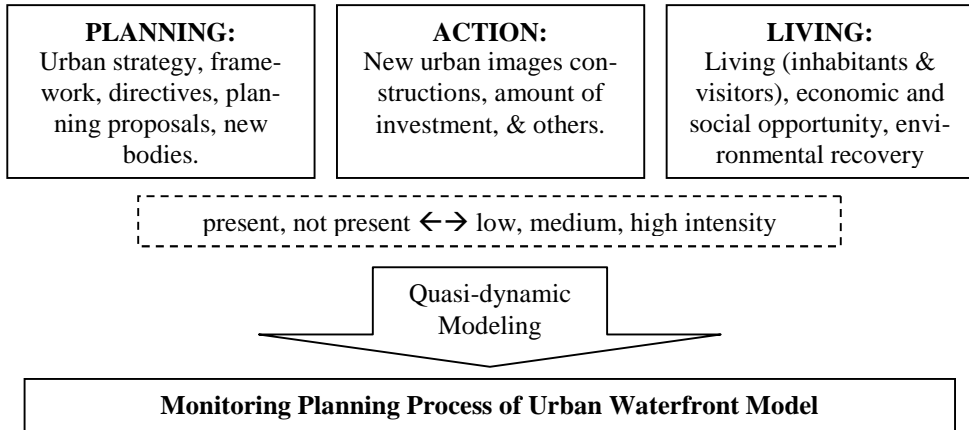 PLANNING:
Urban strategy, frame-
work, directives, plan-
ning proposals, new
bodies.
ACTION:
New urban images con-
structions, amount of
investment, & others.
LIVING:
Living (inhabitants &
visitors), economic and
social opportunity, envi-
ronmental recovery
present, not present ←→ low, medium, high intensity
Quasi-dynamic
Modeling
Monitoring Planning Process of Urban Waterfront Model